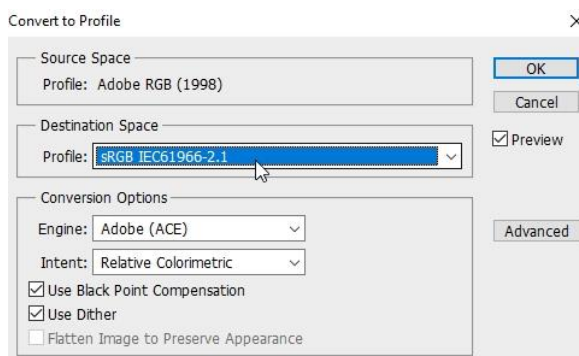 Convert to Profile
Source Space
Profile: Adobe RGB (1998)
OK
Cancel
Destination Space
Profile: sRGB IEC61966-2.1
Preview
Conversion Options
Engine: Adobe (ACE)
Advanced
Intent: Relative Colorimetric
Use Black Point Compensation
Use Dither
Flatten Image to Preserve Appearance